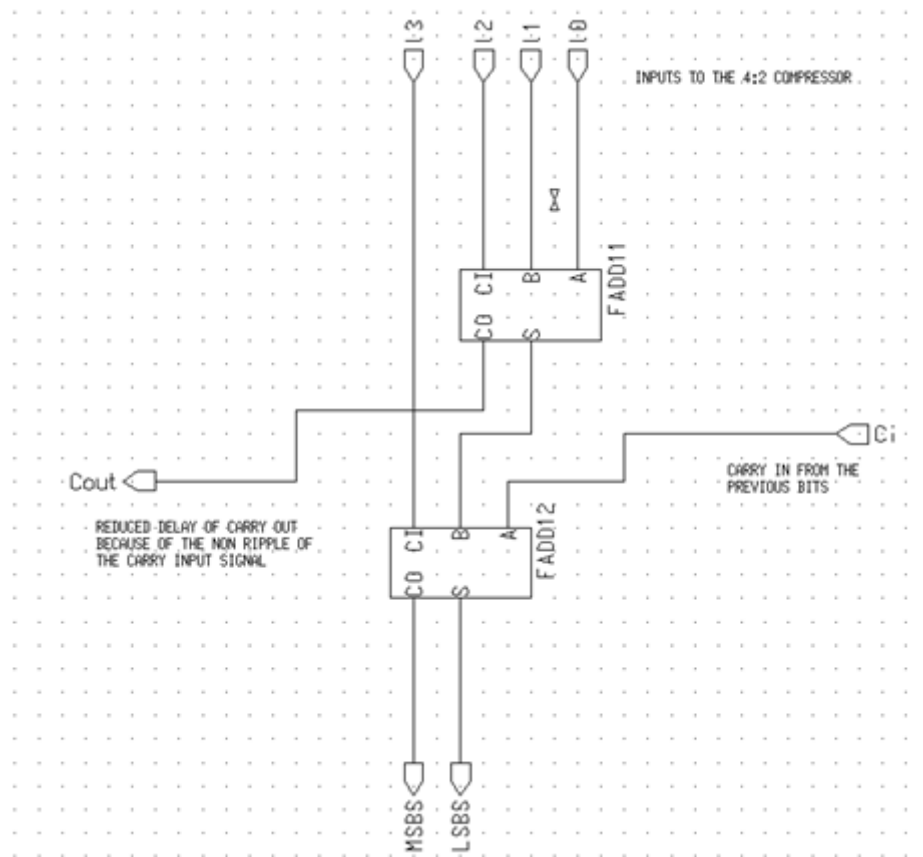 I3 I2 I1 I0
INPUTS TO THE 4:2 COMPRESSOR
CI B A
FADD11
CO S
Ci
CARRY IN FROM THE
PREVIOUS BITS
Cout
REDUCED DELAY OF CARRY OUT
BECAUSE OF THE NON RIPPLE OF
THE CARRY INPUT SIGNAL
CI B A
FADD12
CO S
MSBS LSBS